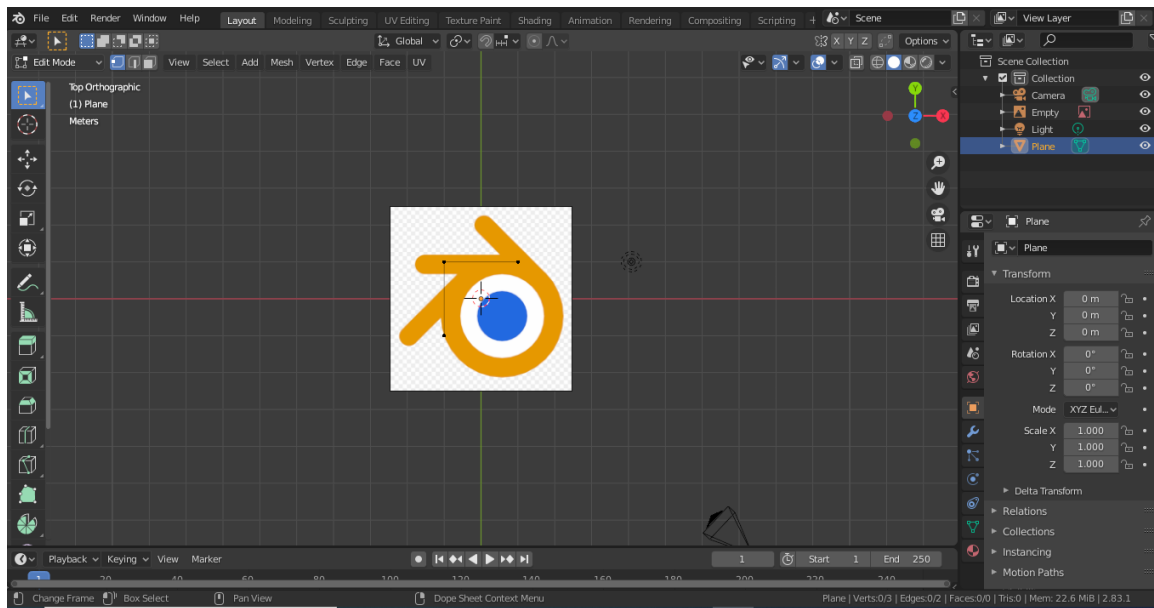 File Edit Render Window Help Layout Modeling Sculpting UV Editing Texture Paint Shading Animation Rendering Compositing Scripting + Scene View Layer
Global X Y Z Options
Edit Mode View Select Add Mesh Vertex Edge Face UV
Top Orthographic
(1) Plane
Meters
Y
Z
X
Scene Collection
Collection
Camera
Empty
Light
Plane
Plane
Plane
Transform
Location X 0 m
Y 0 m
Z 0 m
Rotation X 0°
Y 0°
Z 0°
Mode XYZ Eul...
Scale X 1.000
Y 1.000
Z 1.000
Delta Transform
Relations
Collections
Instancing
Motion Paths
Playback Keying View Marker 1 Start 1 End 250
1 20 40 60 80 100 120 140 160 180 200 220 240
Change Frame Box Select Pan View Dope Sheet Context Menu Plane | Verts:0/3 | Edges:0/2 | Faces:0/0 | Tris:0 | Mem: 22.6 MiB | 2.83.1